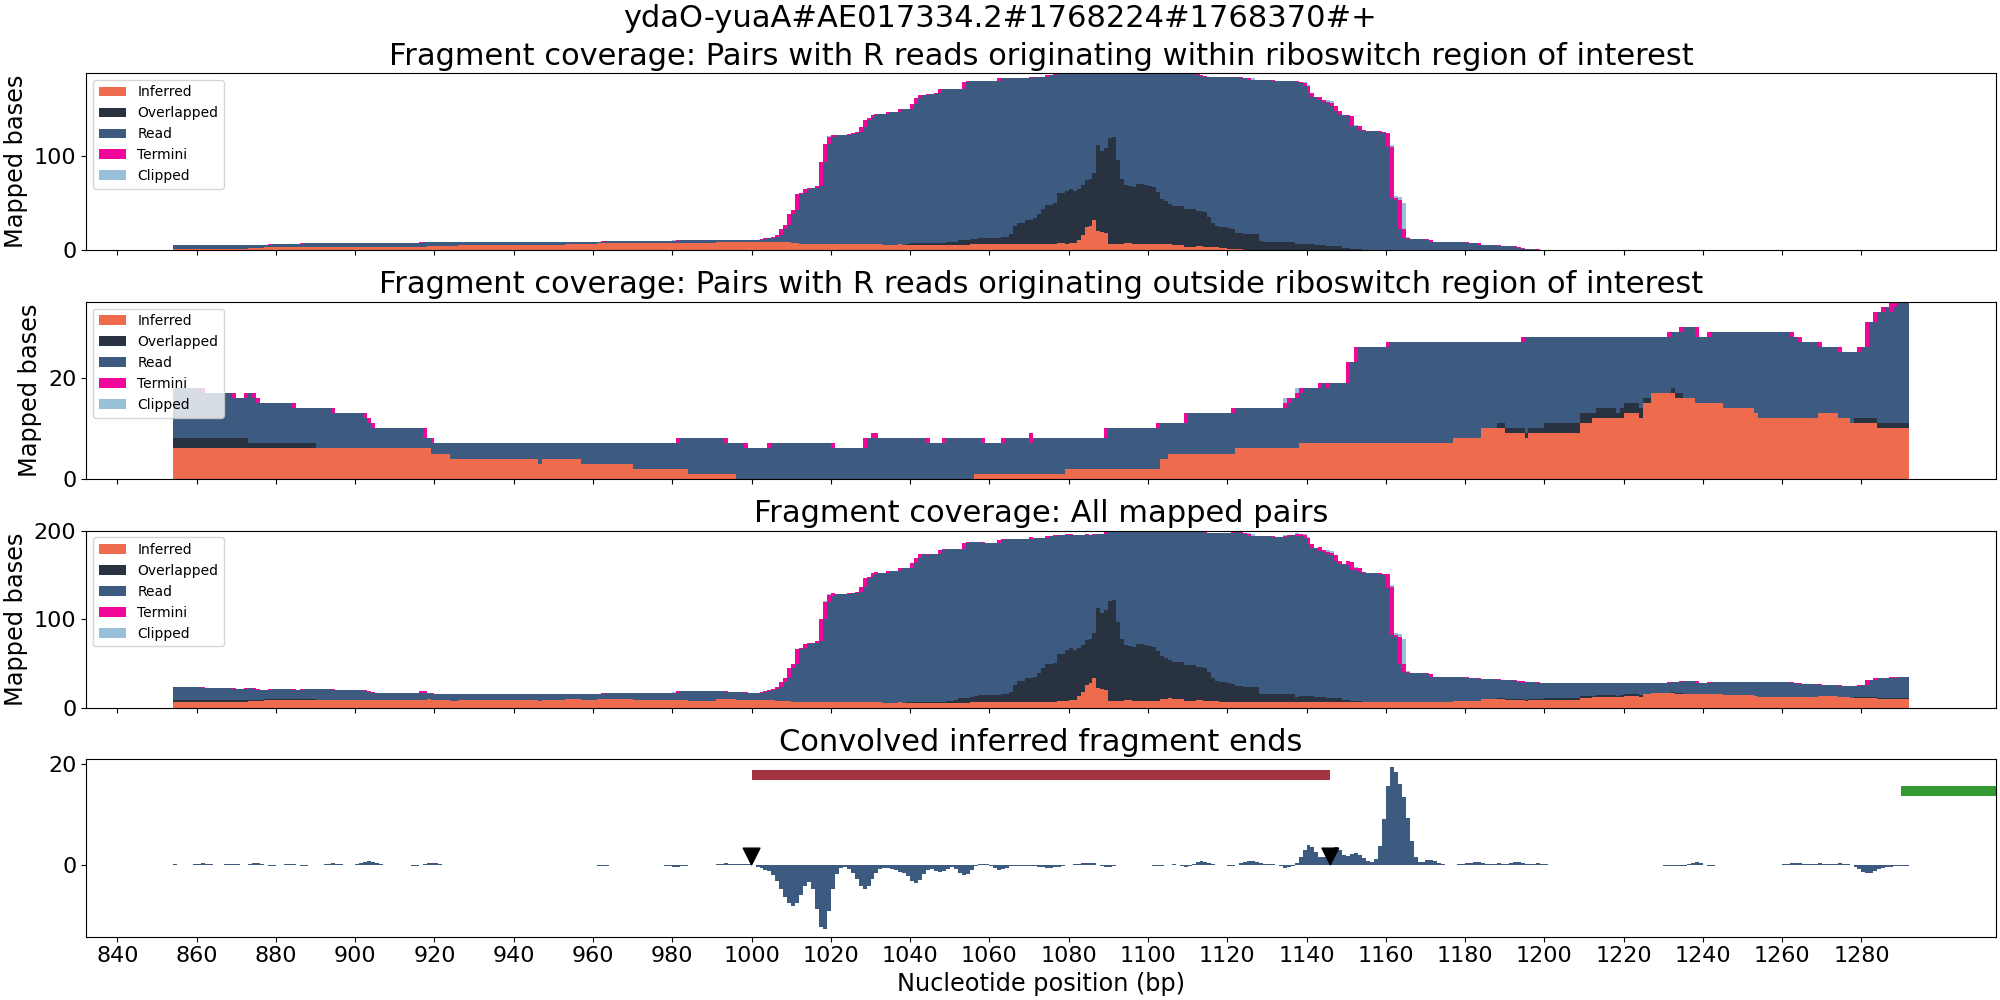 ydaO-yuaA#AE017334.2#1768224#1768370#+
Fragment coverage: Pairs with R reads originating within riboswitch region of interest
Mapped bases
100
0
Inferred
Overlapped
Read
Termini
Clipped
Fragment coverage: Pairs with R reads originating outside riboswitch region of interest
Mapped bases
20
0
Inferred
Overlapped
Read
Termini
Clipped
Fragment coverage: All mapped pairs
Mapped bases
200
100
0
Inferred
Overlapped
Read
Termini
Clipped
Convolved inferred fragment ends
20
0
840 860 880 900 920 940 960 980 1000 1020 1040 1060 1080 1100 1120 1140 1160 1180 1200 1220 1240 1260 1280
Nucleotide position (bp)